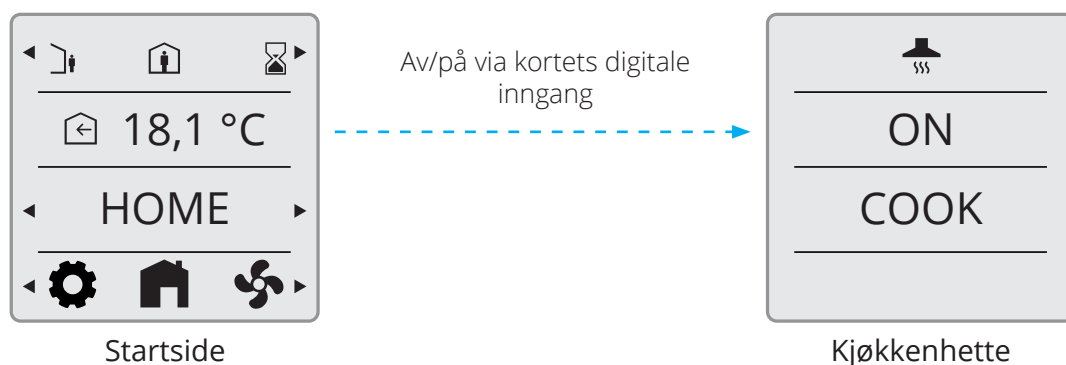 18,1 °C
HOME
Startside
Av/på via kortets digitale
inngang
ON
COOK
Kjøkkenhette